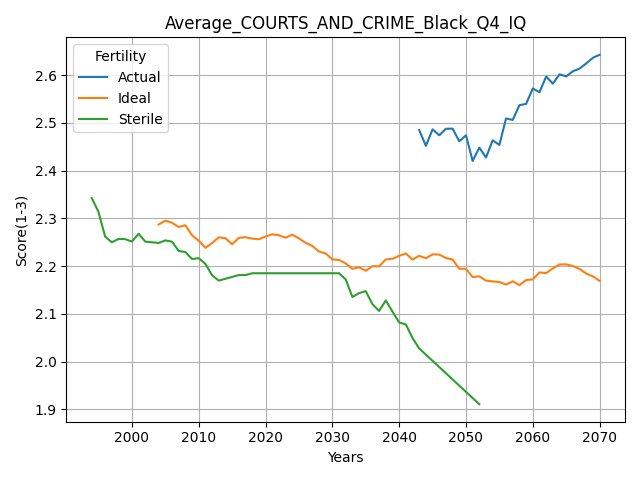 Average_COURTS_AND_CRIME_Black_Q4_IQ
Fertility
Actual
Ideal
Sterile
Score(1-3)
2.6
2.5
2.4
2.3
2.2
2.1
2.0
1.9
2000 2010 2020 2030 2040 2050 2060 2070
Years